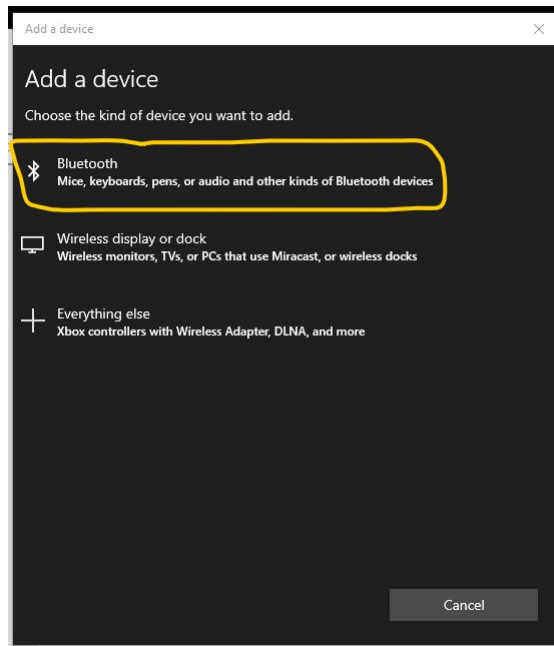 Add a device
Add a device
Choose the kind of device you want to add.
Bluetooth
Mice, keyboards, pens, or audio and other kinds of Bluetooth devices
Wireless display or dock
Wireless monitors, TVs, or PCs that use Miracast, or wireless docks
Everything else
Xbox controllers with Wireless Adapter, DLNA, and more
Cancel